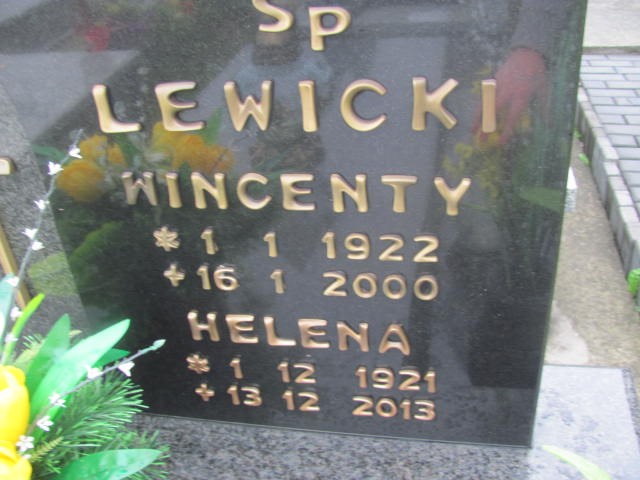 Sp
LEWICKI
WINCENTY
* 1 1 1922
+ 16 1 2000
HELENA
* 1 12 1921
+ 13 12 2013